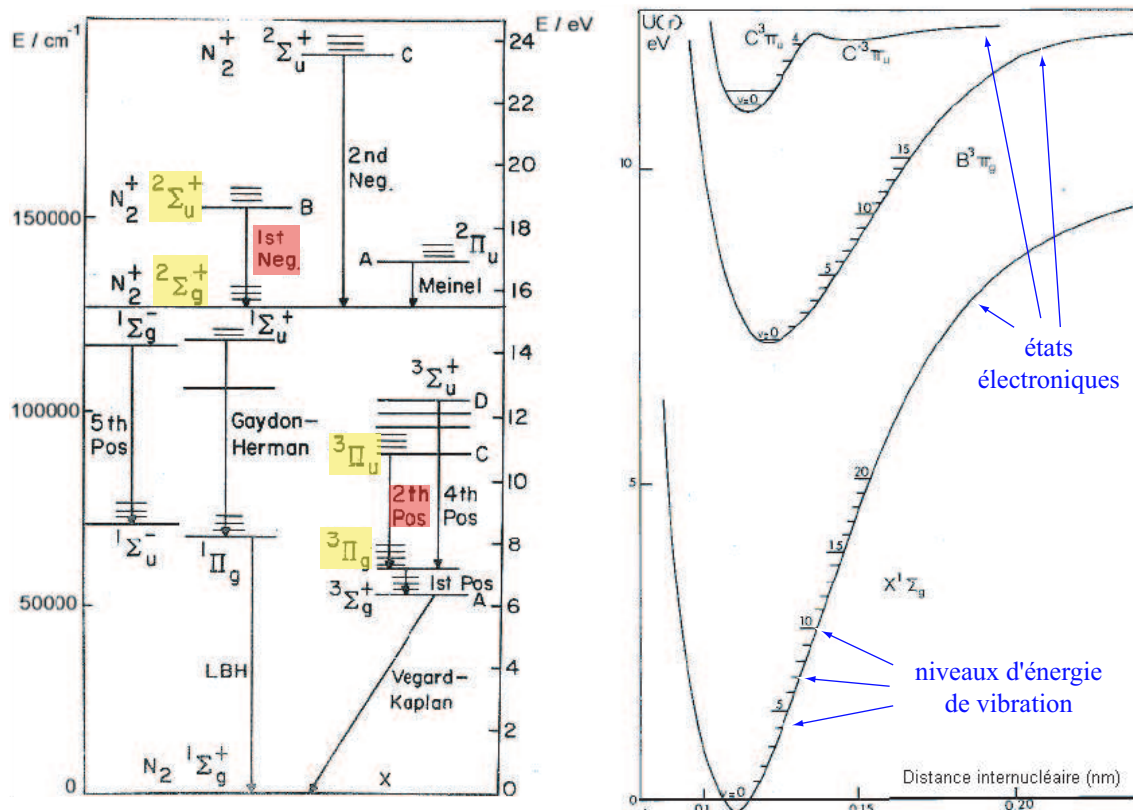 E / cm⁻¹
E / eV
N₂⁺ ²Σᵤ⁺ C
24
22
2nd
Neg.
20
N₂⁺ ²Σᵤ⁺ B
150000
18
1st
Neg.
²Πᵤ
A
Meinel
N₂⁺ ²Σg⁺
16
¹Σg⁻
¹Σᵤ⁺
14
³Σᵤ⁺
D
100000
12
5th
Pos
Gaydon-
Herman
³Πᵤ
C
10
2th
Pos
4th
Pos
³Πg
8
¹Σᵤ⁻
¹Πg
1st Pos
³Σg⁺
A
50000
6
LBH
4
Vegard-
Kaplan
2
N₂ ¹Σg⁺
X
0
0
U(r)
eV
C³πᵤ
4
C'³πᵤ
v=0
10
15
B³πg
10
5
v=0
états
électroniques
20
5
15
X¹Σg
10
niveaux d'énergie
de vibration
5
v=0
Distance internucléaire (nm)
0
0.1
0.15
0.20